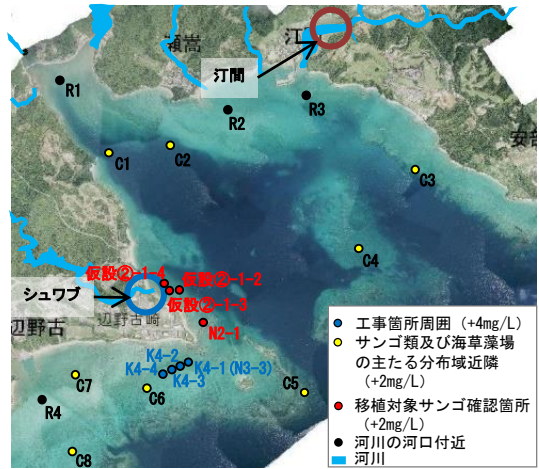 瀬嵩
江
汀間
R1
R2
R3
安部
C1
C2
C3
C4
仮設(②)-1-4
仮設(②)-1-2
仮設(②)-1-3
シュワブ
辺野古
辺野古崎
N2-1
K4-2
K4-1 (N3-3)
K4-4
K4-3
C7
C6
C5
R4
C8
工事箇所周囲 (+4mg/L)
サンゴ類及び海草藻場
の主たる分布域近隣
(+2mg/L)
移植対象サンゴ確認箇所
(+2mg/L)
河川の河口付近
河川